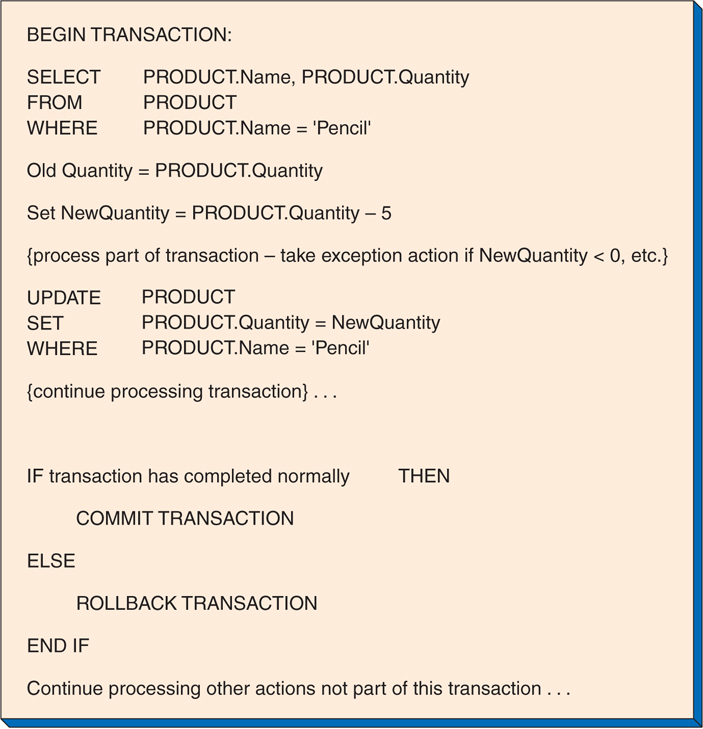 BEGIN TRANSACTION:
SELECT PRODUCT.Name, PRODUCT.Quantity
FROM PRODUCT
WHERE PRODUCT.Name = 'Pencil'
Old Quantity = PRODUCT.Quantity
Set NewQuantity = PRODUCT.Quantity – 5
{process part of transaction – take exception action if NewQuantity < 0, etc.}
UPDATE PRODUCT
SET PRODUCT.Quantity = NewQuantity
WHERE PRODUCT.Name = 'Pencil'
{continue processing transaction} . . .
IF transaction has completed normally THEN
COMMIT TRANSACTION
ELSE
ROLLBACK TRANSACTION
END IF
Continue processing other actions not part of this transaction . . .